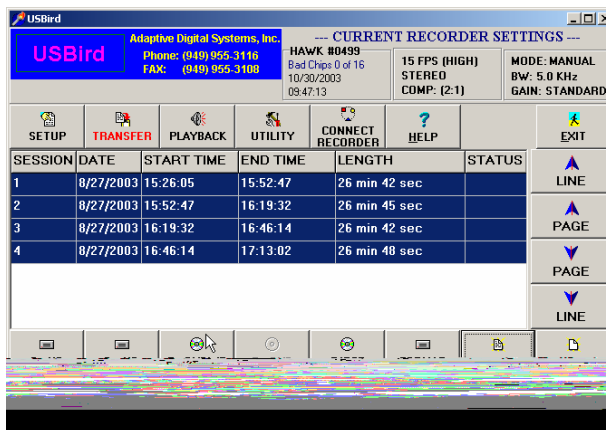 USBird
USBird
Adaptive Digital Systems, Inc.
Phone: (949) 955-3116
FAX: (949) 955-3108
--- CURRENT RECORDER SETTINGS ---
HAWK #0499
Bad Chips 0 of 16
10/30/2003
09:47:13
15 FPS (HIGH)
STEREO
COMP: (2:1)
MODE: MANUAL
BW: 5.0 KHz
GAIN: STANDARD
SETUP
TRANSFER
PLAYBACK
UTILITY
CONNECT RECORDER
HELP
EXIT
SESSION DATE START TIME END TIME LENGTH STATUS
1 8/27/2003 15:26:05 15:52:47 26 min 42 sec
2 8/27/2003 15:52:47 16:19:32 26 min 45 sec
3 8/27/2003 16:19:32 16:46:14 26 min 42 sec
4 8/27/2003 16:46:14 17:13:02 26 min 48 sec
LINE
PAGE
PAGE
LINE